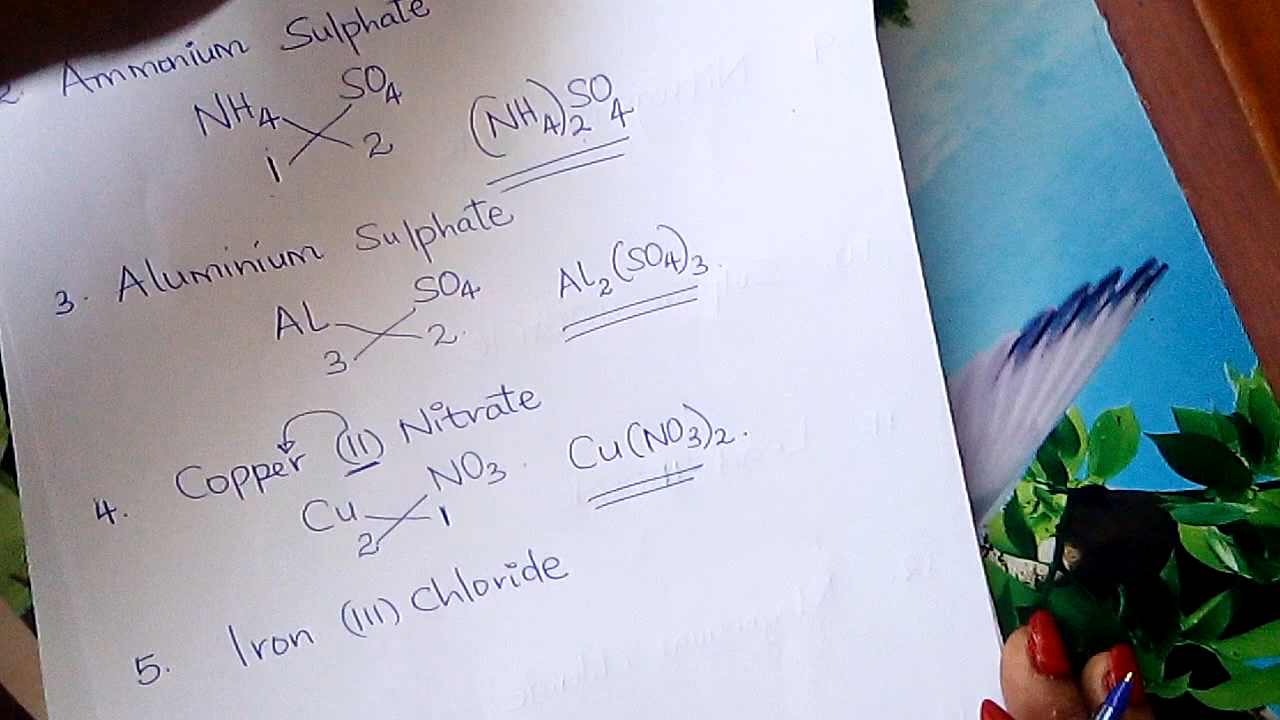 2. Ammonium Sulphate
NH4 SO4 (NH4)2SO4
1 2
3. Aluminium Sulphate
AL SO4 AL2(SO4)3.
3 2.
4. Copper (II) Nitrate
Cu NO3. Cu(NO3)2.
2 1
5. Iron (III) Chloride